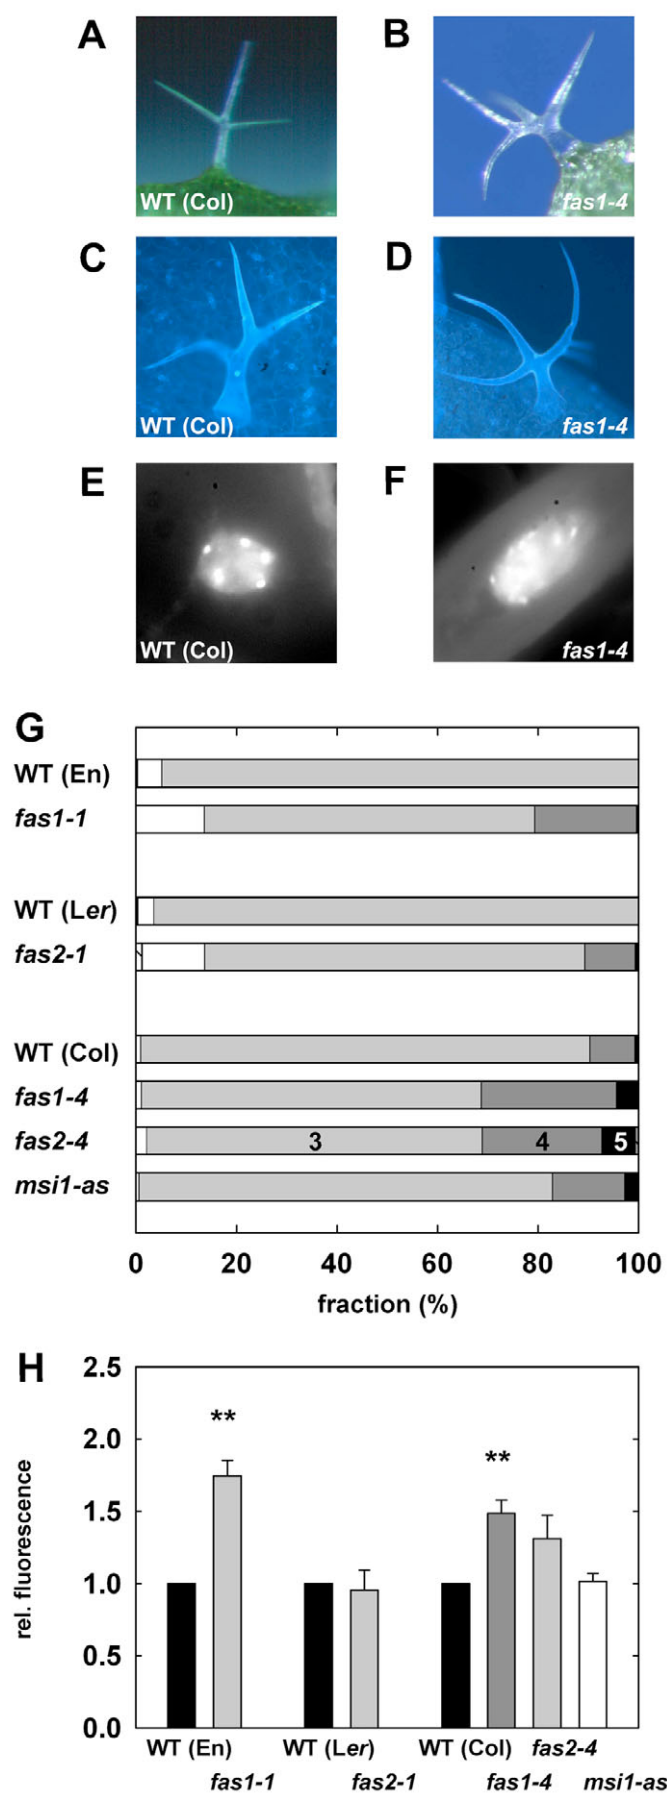 A
B
WT (Col)
fas1-4
C
D
WT (Col)
fas1-4
E
F
WT (Col)
fas1-4
G
WT (En)
fas1-1
WT (Ler)
fas2-1
WT (Col)
fas1-4
fas2-4 3 4 5
msi1-as
0 20 40 60 80 100
fraction (%)
H
2.5
2.0
1.5
1.0
0.5
0.0
rel. fluorescence
**
**
WT (En) WT (Ler) WT (Col) fas2-4
fas1-1 fas2-1 fas1-4 msi1-as